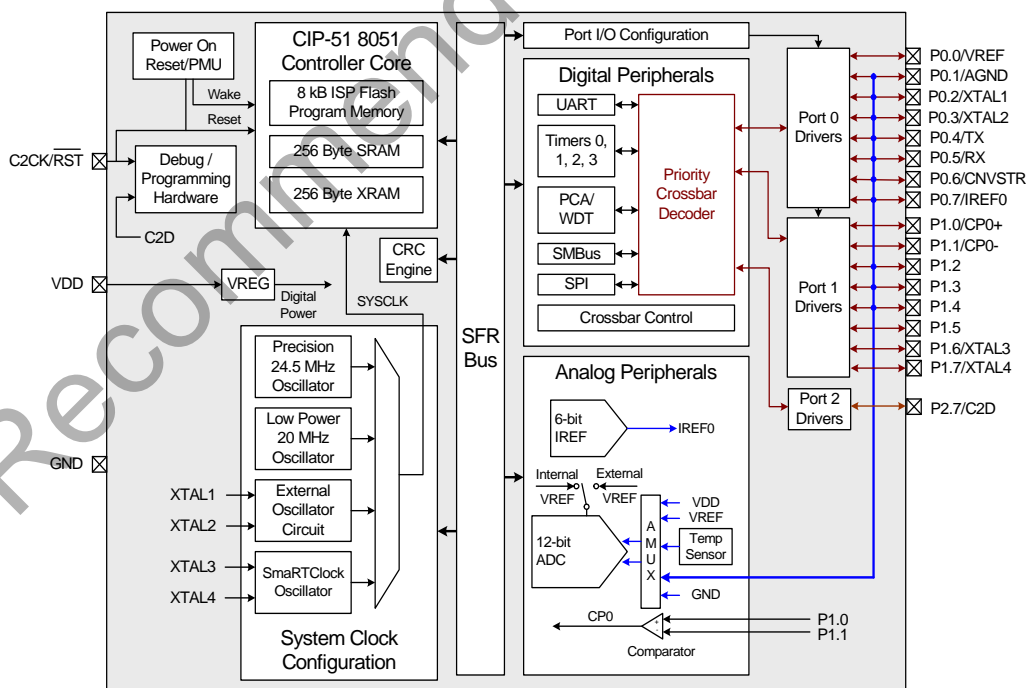 Recommend
Power On
Reset/PMU
Wake
Reset
C2CK/RST
Debug /
Programming
Hardware
C2D
VDD
VREG
Digital
Power
GND
CIP-51 8051
Controller Core
8 kB ISP Flash
Program Memory
256 Byte SRAM
256 Byte XRAM
CRC
Engine
SYSCLK
Precision
24.5 MHz
Oscillator
Low Power
20 MHz
Oscillator
XTAL1
XTAL2
External
Oscillator
Circuit
XTAL3
XTAL4
SmaRTClock
Oscillator
System Clock
Configuration
SFR
Bus
Port I/O Configuration
Digital Peripherals
UART
Timers 0,
1, 2, 3
PCA/
WDT
SMBus
SPI
Priority
Crossbar
Decoder
Crossbar Control
Analog Peripherals
6-bit
IREF
IREF0
Internal
VREF
External
VREF
12-bit
ADC
A
M
U
X
VDD
VREF
Temp
Sensor
GND
CP0
+
-
Comparator
P1.0
P1.1
Port 0
Drivers
Port 1
Drivers
Port 2
Drivers
P0.0/VREF
P0.1/AGND
P0.2/XTAL1
P0.3/XTAL2
P0.4/TX
P0.5/RX
P0.6/CNVSTR
P0.7/IREF0
P1.0/CP0+
P1.1/CP0-
P1.2
P1.3
P1.4
P1.5
P1.6/XTAL3
P1.7/XTAL4
P2.7/C2D